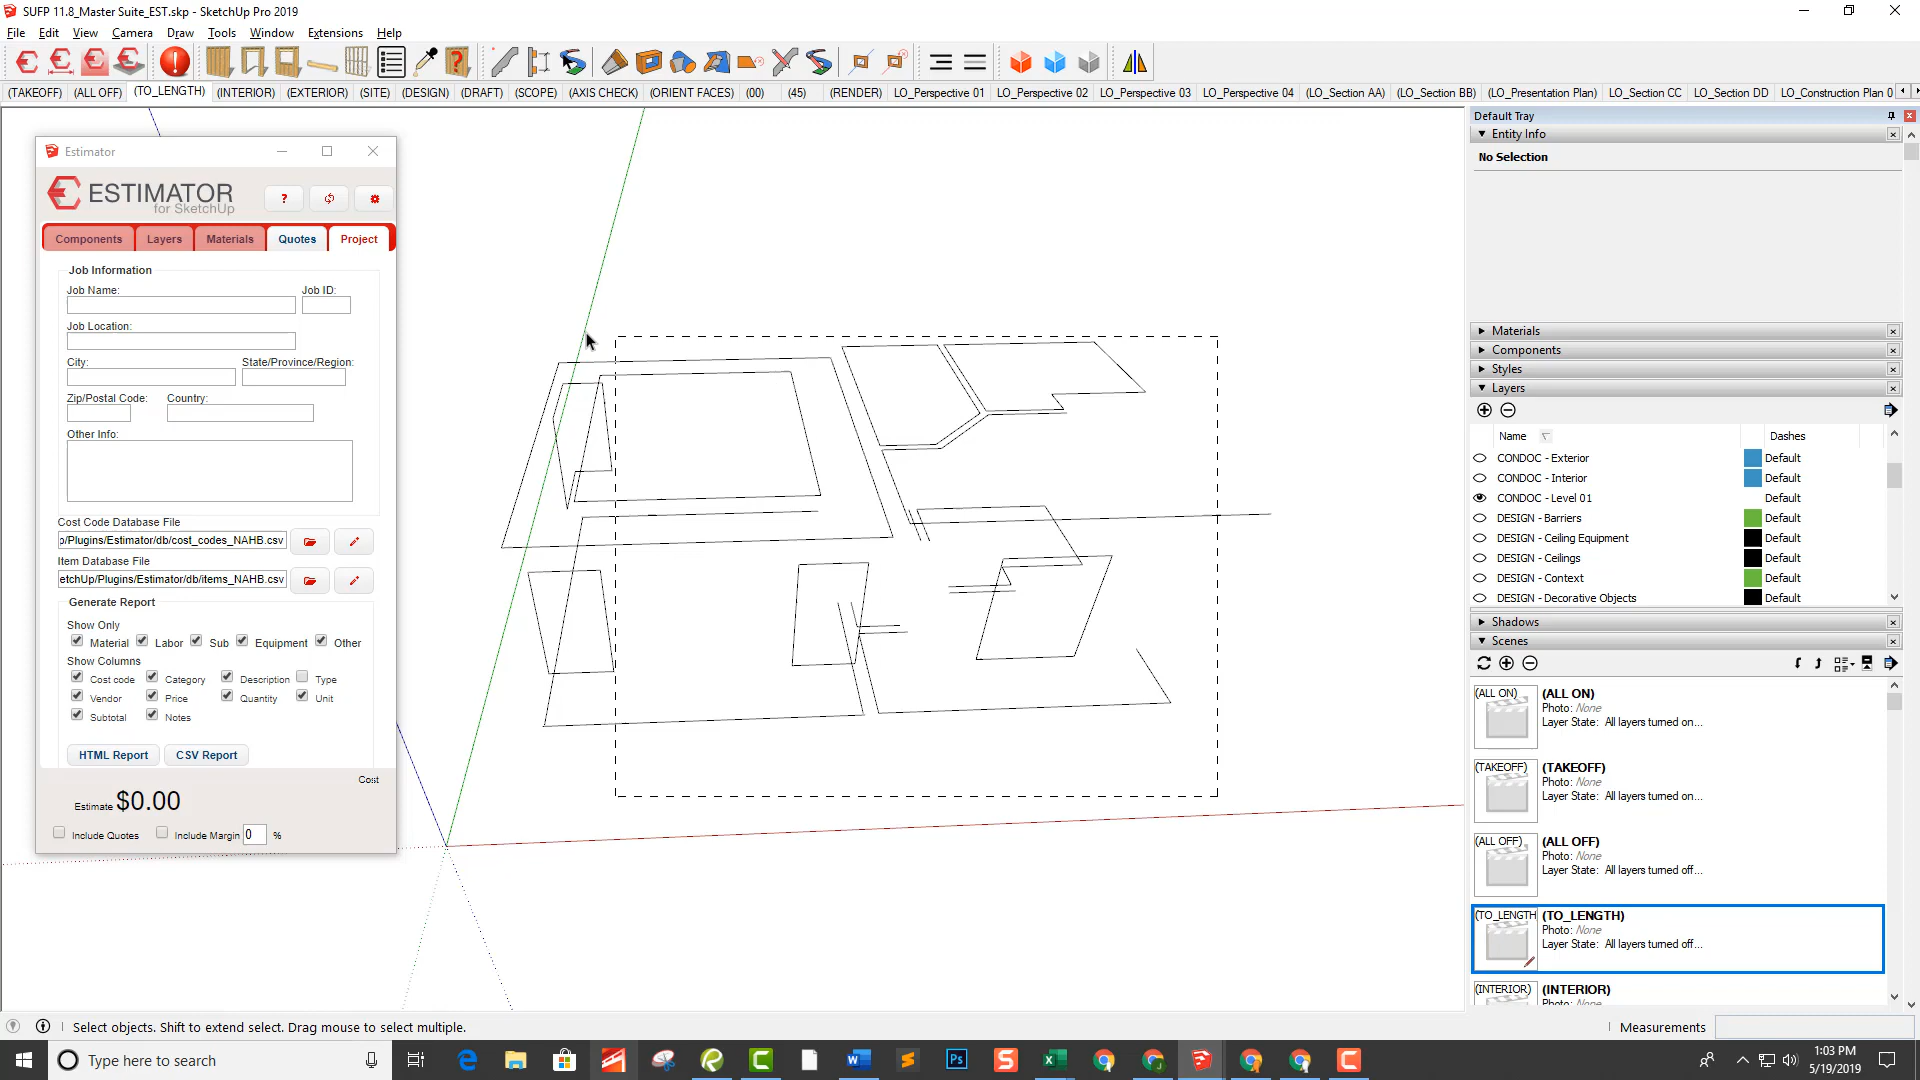 SUFP 11.8_Master Suite_EST.skp - SketchUp Pro 2019
File Edit View Camera Draw Tools Window Extensions Help
(TAKEOFF) (ALL OFF) (TO_LENGTH) (INTERIOR) (EXTERIOR) (SITE) (DESIGN) (DRAFT) (SCOPE) (AXIS CHECK) (ORIENT FACES) (00) (45) (RENDER) LO_Perspective 01 LO_Perspective 02 LO_Perspective 03 LO_Perspective 04 (LO_Section AA) (LO_Section BB) (LO_Presentation Plan) LO_Section CC LO_Section DD LO_Construction Plan 0
Estimator
ESTIMATOR
for SketchUp
?
Components Layers Materials Quotes Project
Job Information
Job Name: Job ID:
Job Location:
City: State/Province/Region:
Zip/Postal Code: Country:
Other Info:
Cost Code Database File
p/Plugins/Estimator/db/cost_codes_NAHB.csv
Item Database File
etchUp/Plugins/Estimator/db/items_NAHB.csv
Generate Report
Show Only
Material Labor Sub Equipment Other
Show Columns
Cost code Category Description Type
Vendor Price Quantity Unit
Subtotal Notes
HTML Report CSV Report
Cost
Estimate $0.00
Include Quotes Include Margin 0 %
Default Tray
Entity Info
No Selection
Materials
Components
Styles
Layers
Name Dashes
CONDOC - Exterior Default
CONDOC - Interior Default
CONDOC - Level 01 Default
DESIGN - Barriers Default
DESIGN - Ceiling Equipment Default
DESIGN - Ceilings Default
DESIGN - Context Default
DESIGN - Decorative Objects Default
Shadows
Scenes
(ALL ON) (ALL ON)
Photo: None
Layer State: All layers turned on...
(TAKEOFF) (TAKEOFF)
Photo: None
Layer State: All layers turned on...
(ALL OFF) (ALL OFF)
Photo: None
Layer State: All layers turned off...
(TO_LENGTH (TO_LENGTH)
Photo: None
Layer State: All layers turned off...
(INTERIOR) (INTERIOR)
Photo: None
Select objects. Shift to extend select. Drag mouse to select multiple.
Measurements
Type here to search
1:03 PM
5/19/2019